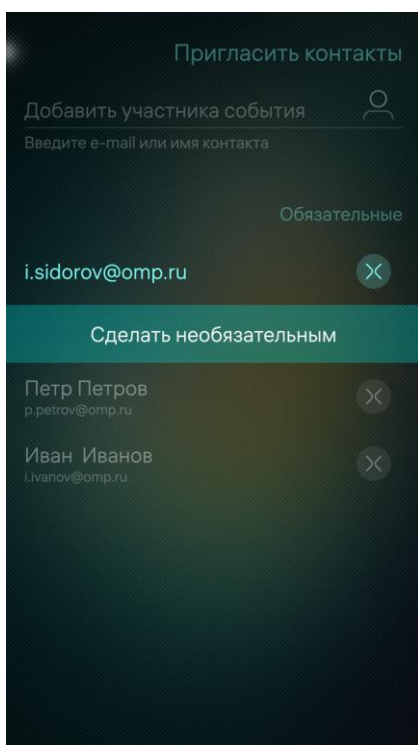 Пригласить контакты
Добавить участника события
Введите e-mail или имя контакта
Обязательные
i.sidorov@omp.ru
Сделать необязательным
Петр Петров
p.petrov@omp.ru
Иван Иванов
i.ivanov@omp.ru